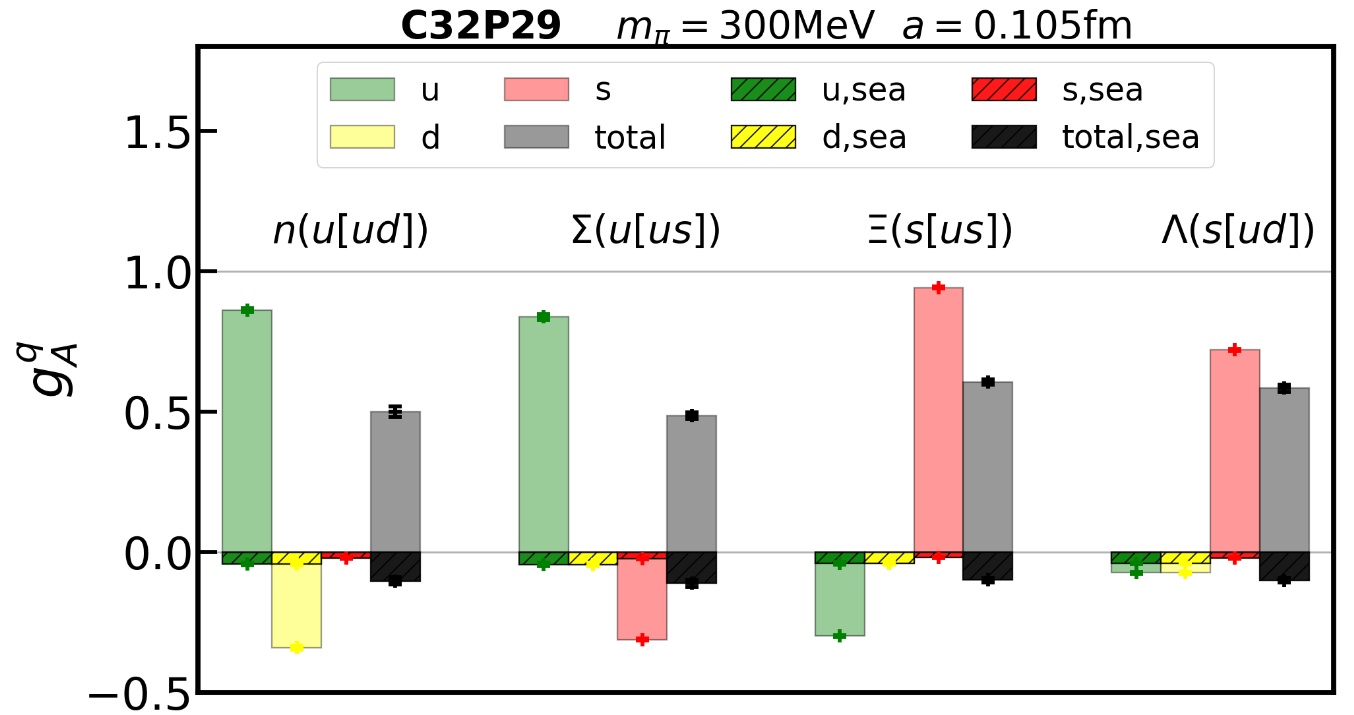 C32P29 mπ = 300MeV a = 0.105fm
u s u,sea s,sea
d total d,sea total,sea
1.5
n(u[ud]) Σ(u[us]) Ξ(s[us]) Λ(s[ud])
1.0
g_A^q
0.5
0.0
−0.5